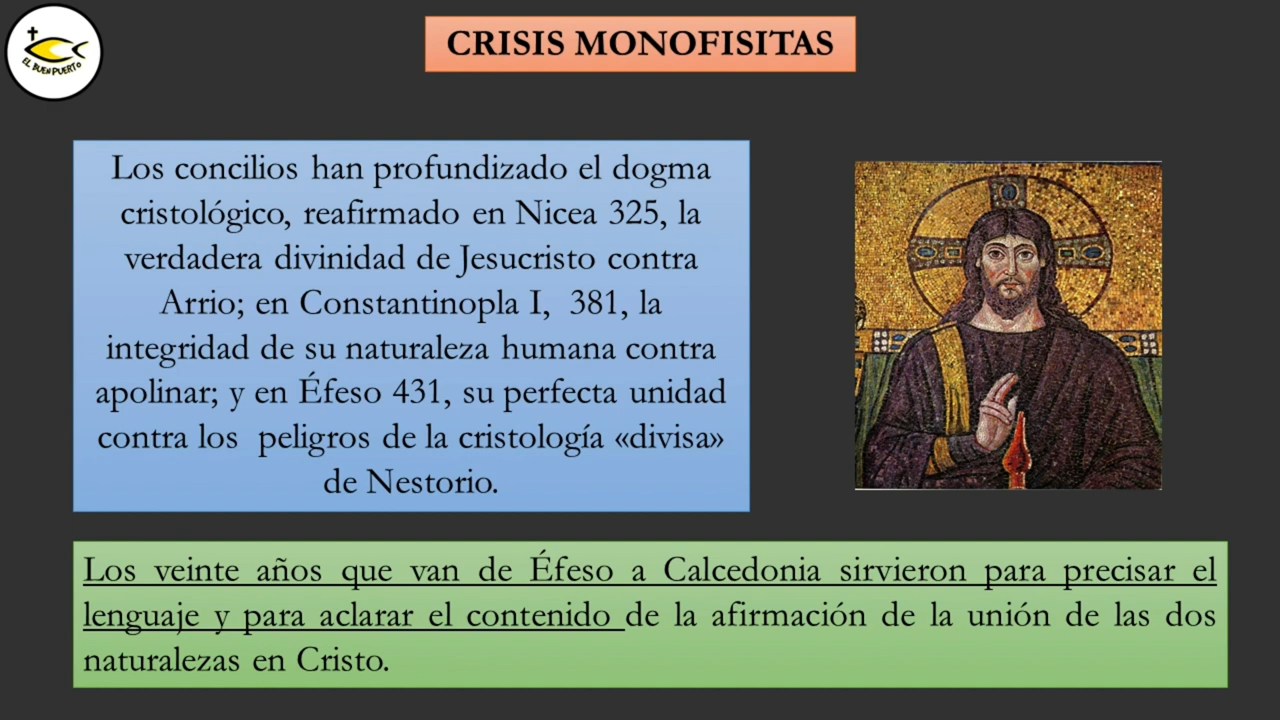 EL BUEN PUERTO
CRISIS MONOFISITAS
Los concilios han profundizado el dogma
cristológico, reafirmado en Nicea 325, la
verdadera divinidad de Jesucristo contra
Arrio; en Constantinopla I,  381, la
integridad de su naturaleza humana contra
apolinar; y en Éfeso 431, su perfecta unidad
contra los  peligros de la cristología «divisa»
de Nestorio.
Los veinte años que van de Éfeso a Calcedonia sirvieron para precisar el
lenguaje y para aclarar el contenido de la afirmación de la unión de las dos
naturalezas en Cristo.